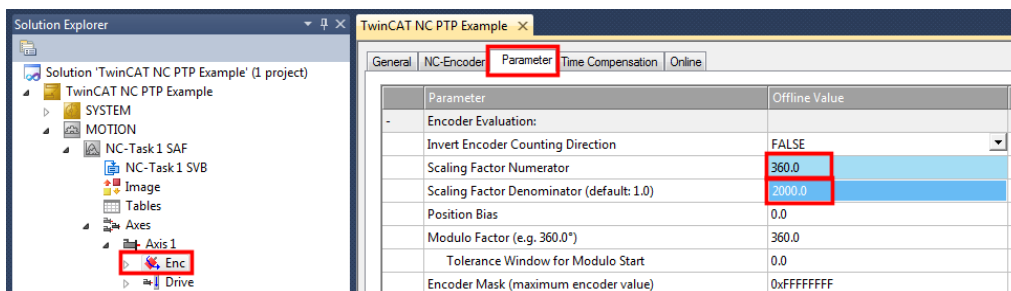 Solution Explorer
TwinCAT NC PTP Example
Solution 'TwinCAT NC PTP Example' (1 project)
TwinCAT NC PTP Example
SYSTEM
MOTION
NC-Task 1 SAF
NC-Task 1 SVB
Image
Tables
Axes
Axis 1
Enc
Drive
General NC-Encoder Parameter Time Compensation Online
Parameter Offline Value
- Encoder Evaluation:
Invert Encoder Counting Direction FALSE
Scaling Factor Numerator 360.0
Scaling Factor Denominator (default: 1.0) 2000.0
Position Bias 0.0
Modulo Factor (e.g. 360.0°) 360.0
Tolerance Window for Modulo Start 0.0
Encoder Mask (maximum encoder value) 0xFFFFFFFF